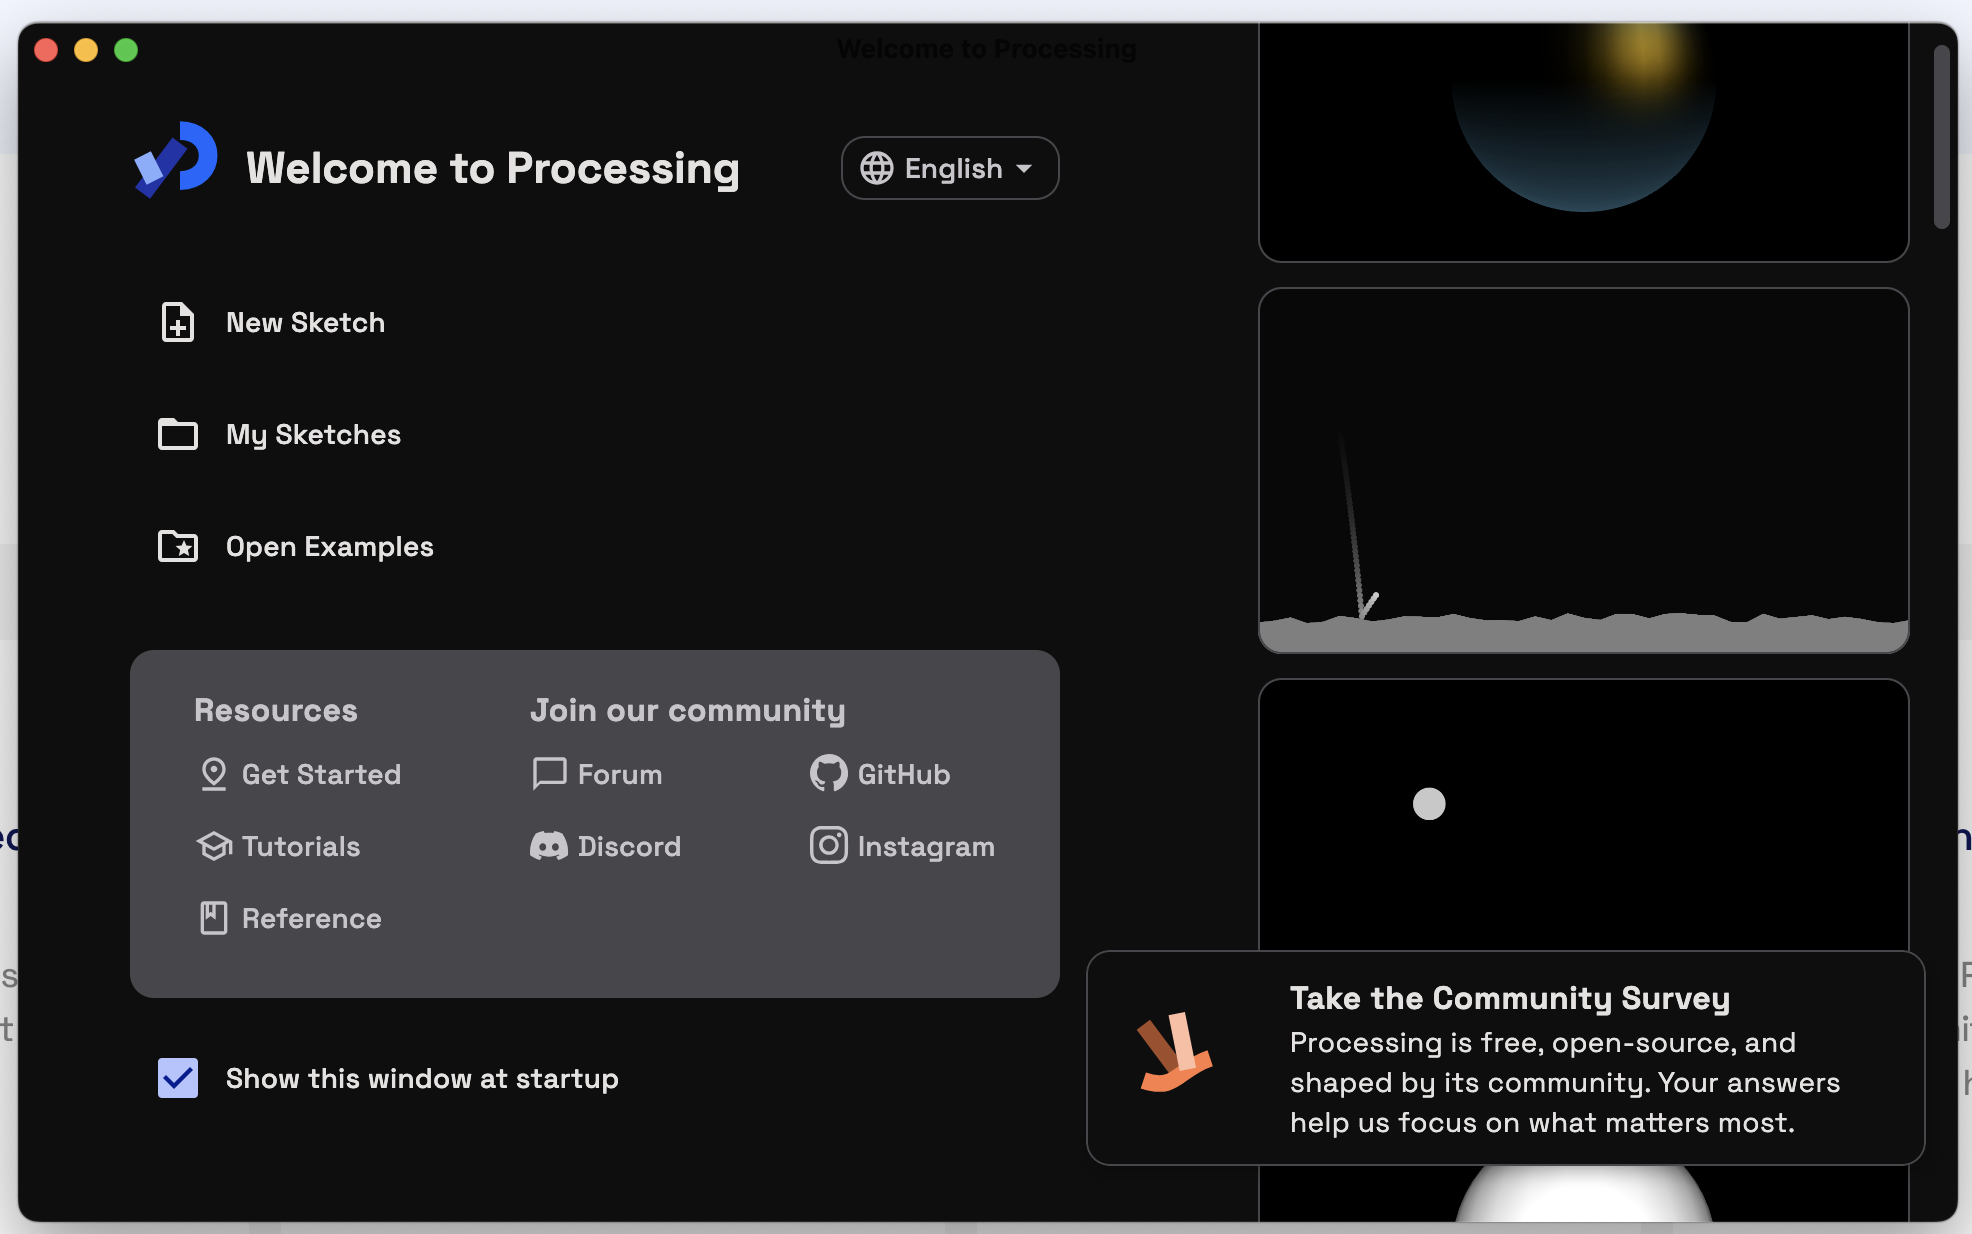 Welcome to Processing
Welcome to Processing
English
New Sketch
My Sketches
Open Examples
Resources
Join our community
Get Started
Forum
GitHub
Tutorials
Discord
Instagram
Reference
Show this window at startup
Take the Community Survey
Processing is free, open-source, and
shaped by its community. Your answers
help us focus on what matters most.